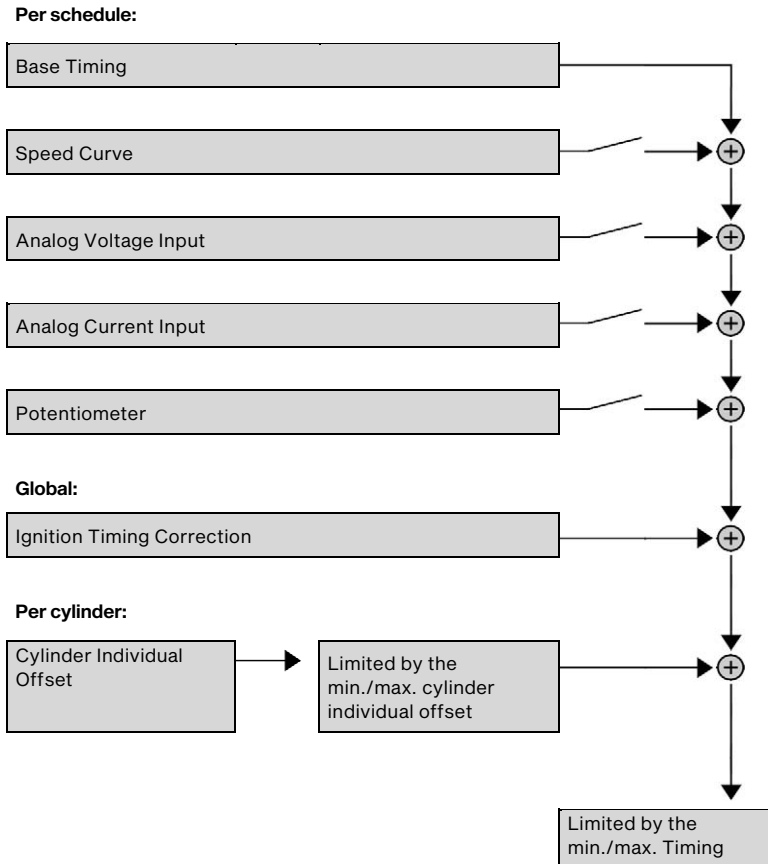 Per schedule:
Base Timing
Speed Curve
+
Analog Voltage Input
+
Analog Current Input
+
Potentiometer
+
Global:
Ignition Timing Correction
+
Per cylinder:
Cylinder Individual
Offset
Limited by the
min./max. cylinder
individual offset
+
Limited by the
min./max. Timing